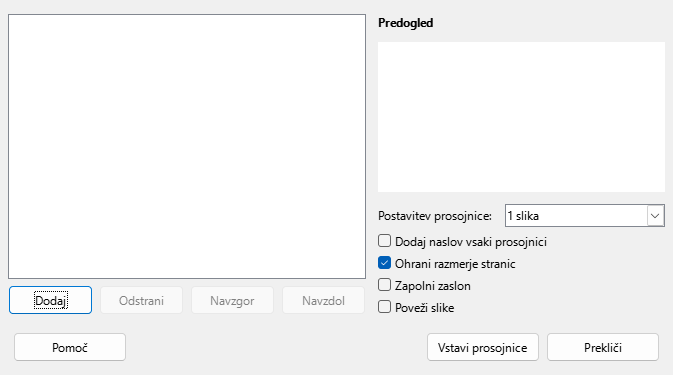 Predogled
Postavitev prosojnice: 1 slika
Dodaj naslov vsaki prosojnici
Ohrani razmerje stranic
Zapolni zaslon
Poveži slike
Dodaj Odstrani Navzgor Navzdol
Pomoč Vstavi prosojnice Prekliči